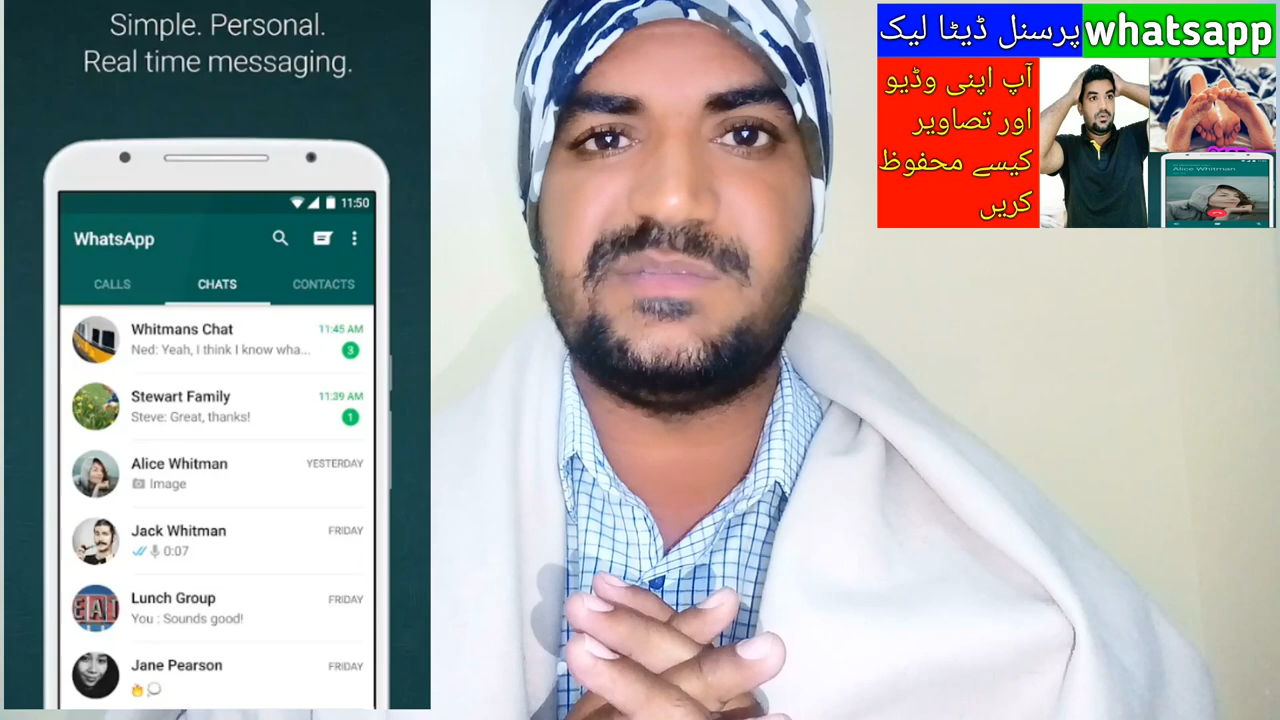 Simple. Personal.
Real time messaging.
11:50
WhatsApp
CALLS CHATS CONTACTS
Whitmans Chat 11:45 AM
Ned: Yeah, I think I know wha... 3
Stewart Family 11:39 AM
Steve: Great, thanks! 1
Alice Whitman YESTERDAY
Image
Jack Whitman FRIDAY
0:07
Lunch Group FRIDAY
EAT
You : Sounds good!
Jane Pearson FRIDAY
پرسنل ڈیٹا لیک whatsapp
آپ اپنی وڈیو
اور تصاویر
کیسے محفوظ
کریں
Alice Whitman